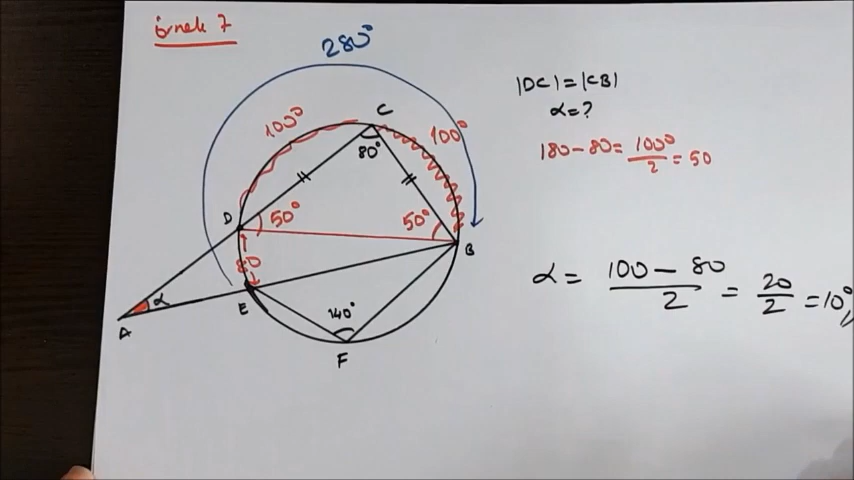 örnek 7
280°
100°
C
100°
80°
D
50°
50°
B
80
α
A
E
140°
F
|DC| = |CB|
α = ?
180 - 80 = 100° / 2 = 50
α = 100 - 80 / 2 = 20 / 2 = 10°